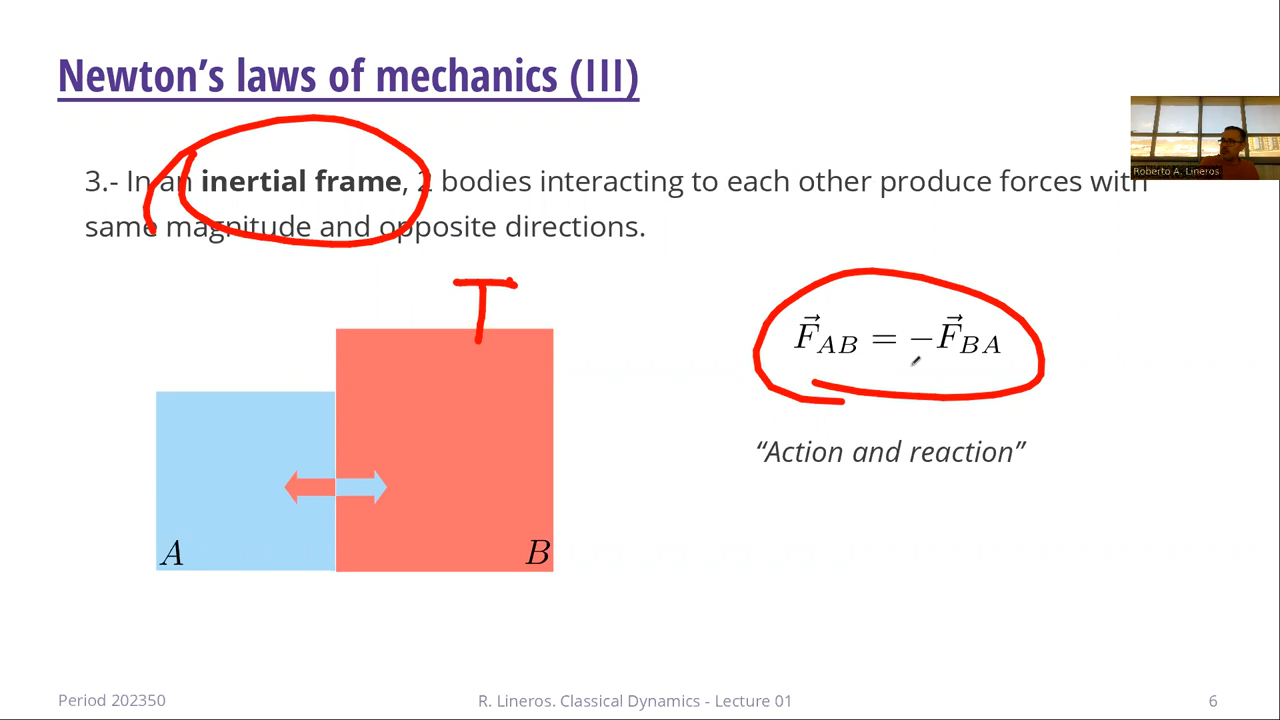 Newton’s laws of mechanics (III)
3.- In an inertial frame, 2 bodies interacting to each other produce forces with
same magnitude and opposite directions.
Roberto A. Lineros
T
$\vec{F}_{AB} = -\vec{F}_{BA}$
“Action and reaction”
A
B
Period 202350
R. Lineros. Classical Dynamics - Lecture 01
6